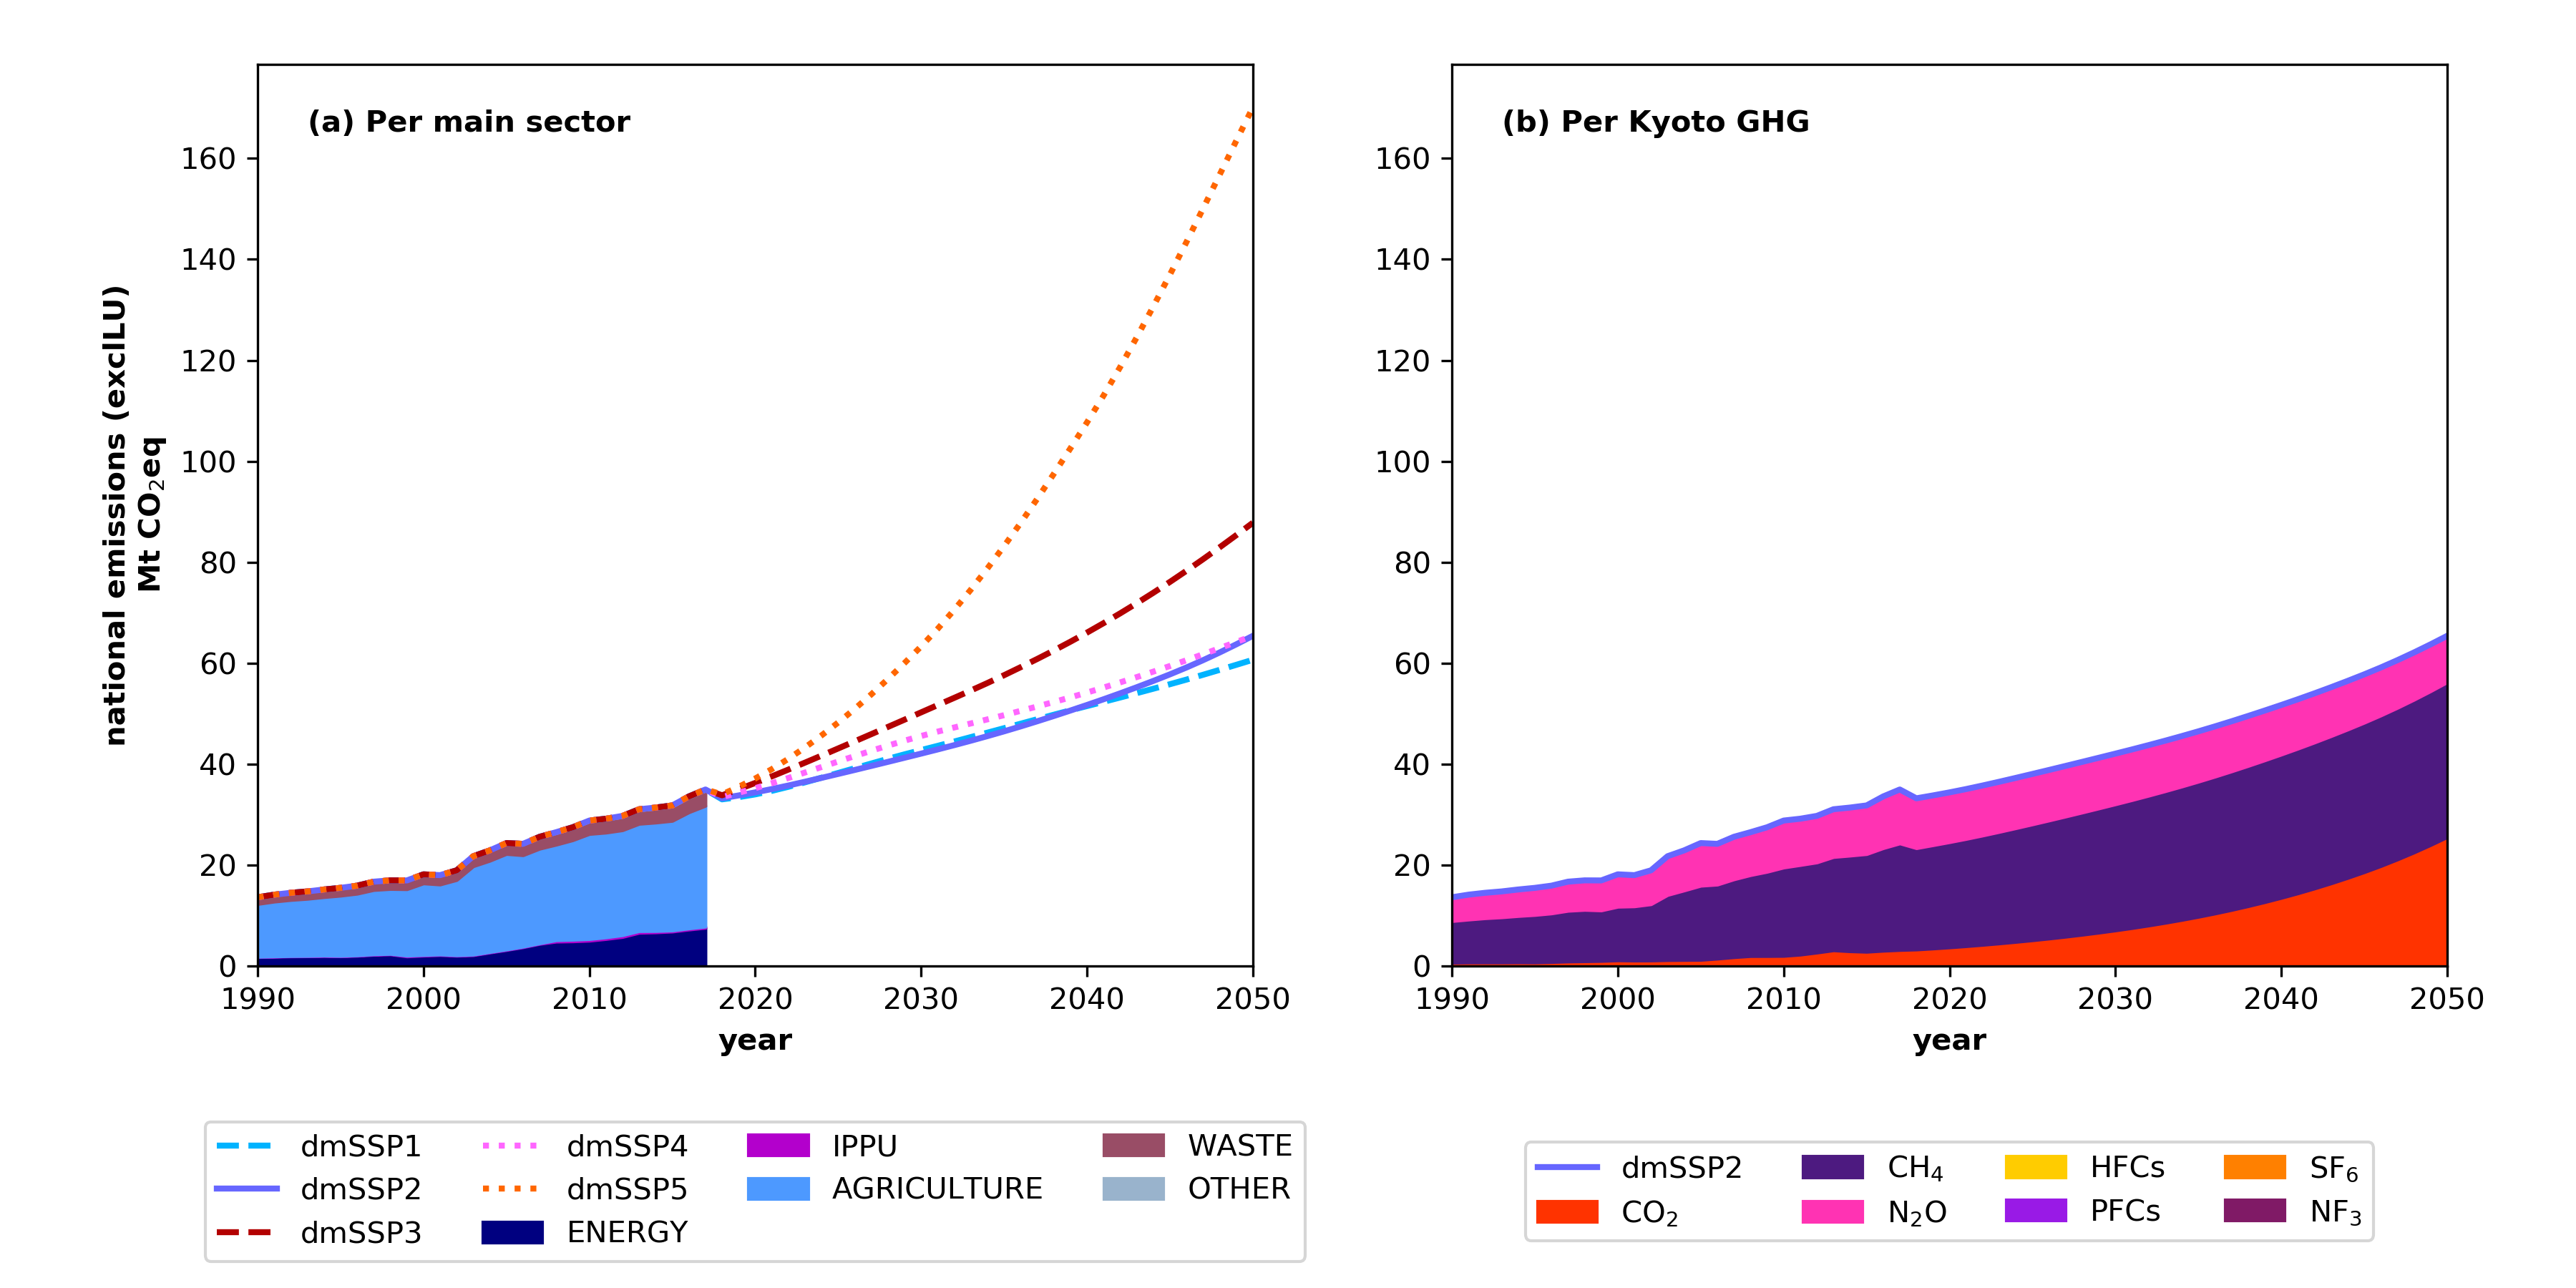 (a) Per main sector
160
140
120
100
80
60
40
20
0
national emissions (exclLU)
Mt CO₂eq
1990 2000 2010 2020 2030 2040 2050
year
dmSSP1 dmSSP4 IPPU WASTE
dmSSP2 dmSSP5 AGRICULTURE OTHER
dmSSP3 ENERGY
(b) Per Kyoto GHG
160
140
120
100
80
60
40
20
0
1990 2000 2010 2020 2030 2040 2050
year
dmSSP2 CH₄ HFCs SF₆
CO₂ N₂O PFCs NF₃